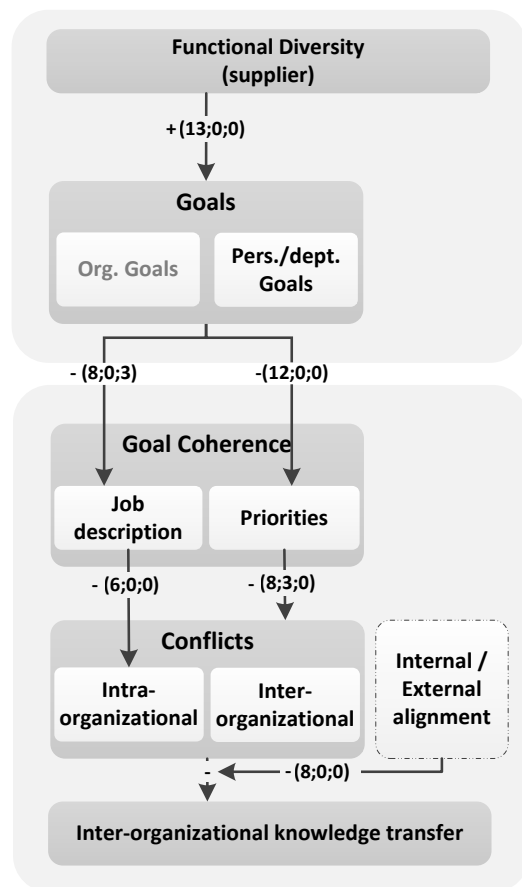 Functional Diversity
(supplier)
+ (13;0;0)
Goals
Org. Goals
Pers./dept.
Goals
- (8;0;3)
-(12;0;0)
Goal Coherence
Job
description
Priorities
- (6;0;0)
- (8;3;0)
Conflicts
Intra-
organizational
Inter-
organizational
Internal /
External
alignment
-
-(8;0;0)
Inter-organizational knowledge transfer